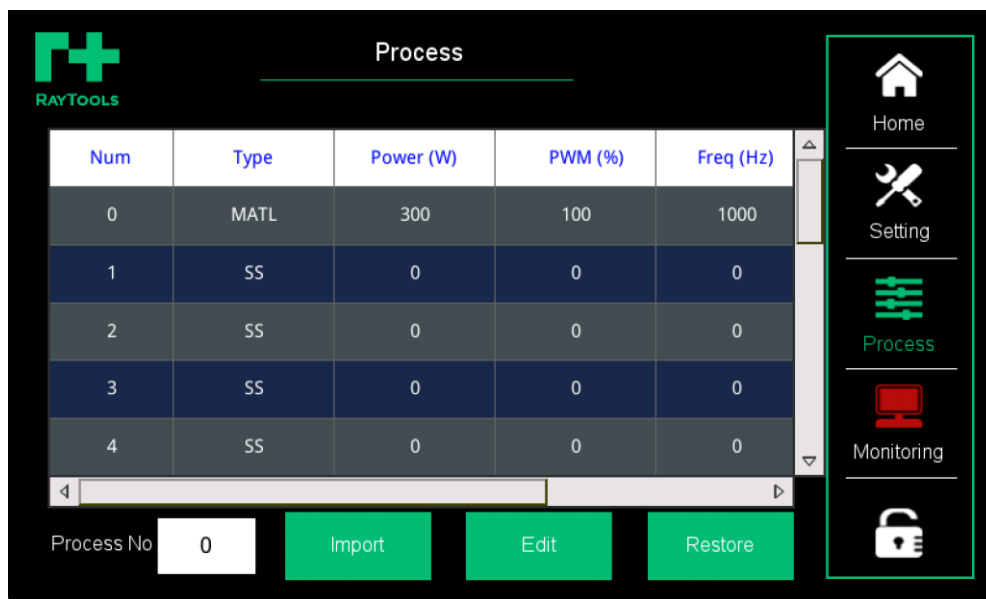 Process
RAYTOOLS
Home
Num Type Power (W) PWM (%) Freq (Hz)
0 MATL 300 100 1000
Setting
1 SS 0 0 0
2 SS 0 0 0
Process
3 SS 0 0 0
4 SS 0 0 0
Monitoring
Process No 0 Import Edit Restore